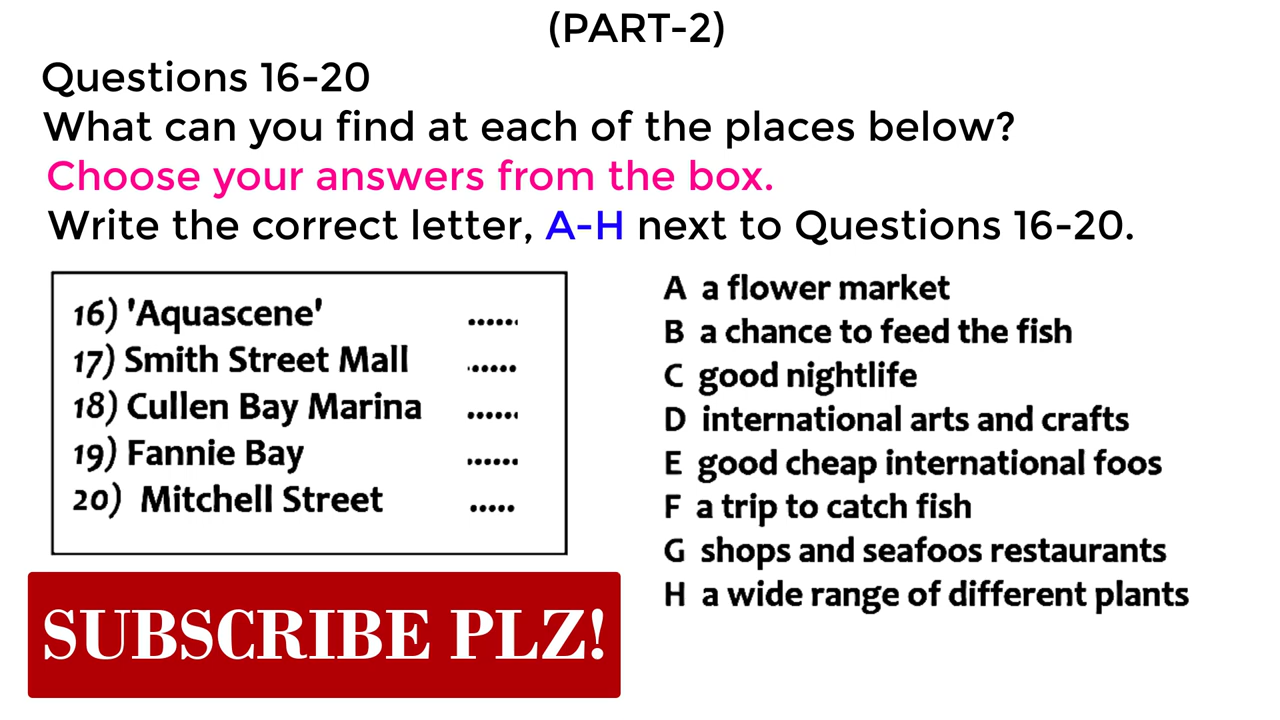 (PART-2)
Questions 16-20
What can you find at each of the places below?
Choose your answers from the box.
Write the correct letter, A-H next to Questions 16-20.
16) 'Aquascene' ......
17) Smith Street Mall ......
18) Cullen Bay Marina ......
19) Fannie Bay ......
20) Mitchell Street .....
A a flower market
B a chance to feed the fish
C good nightlife
D international arts and crafts
E good cheap international foos
F a trip to catch fish
G shops and seafoos restaurants
H a wide range of different plants
SUBSCRIBE PLZ!